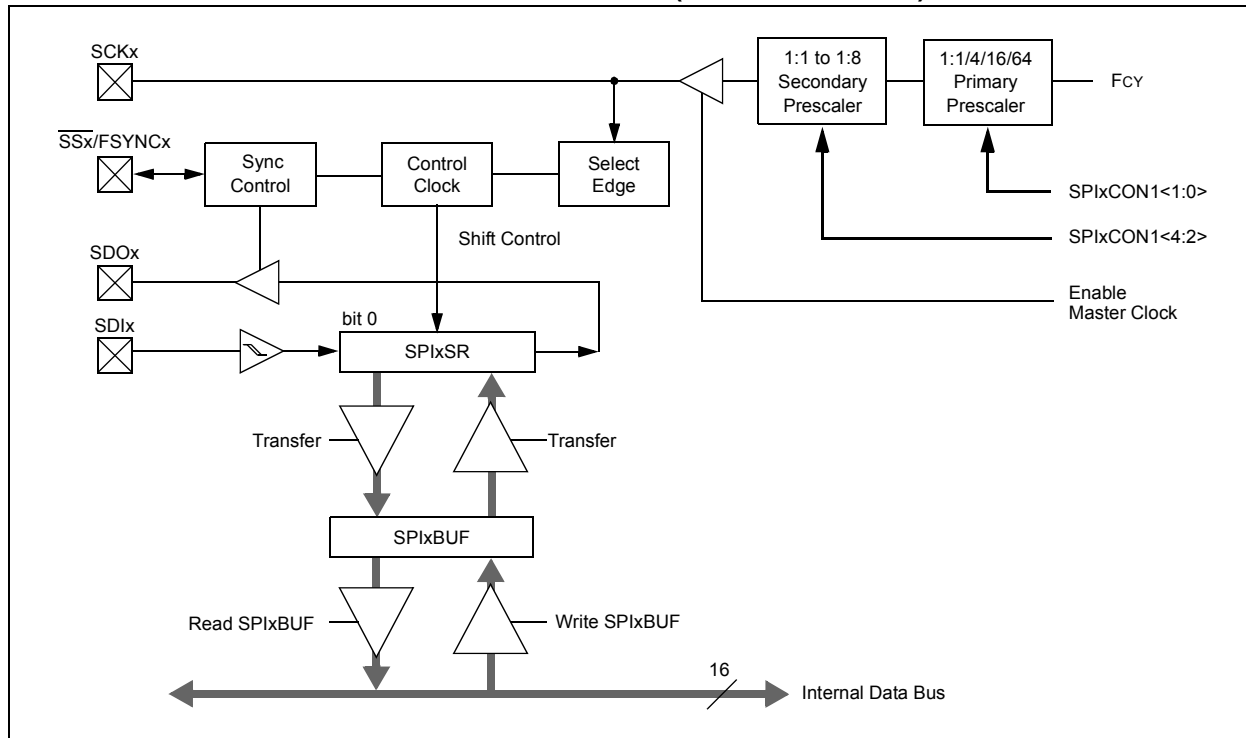 SCKx
1:1 to 1:8
Secondary
Prescaler
1:1/4/16/64
Primary
Prescaler
FCY
SSx/FSYNCx
Sync
Control
Control
Clock
Select
Edge
SPIxCON1<1:0>
Shift Control
SPIxCON1<4:2>
SDOx
Enable
Master Clock
bit 0
SDIx
SPIxSR
Transfer
Transfer
SPIxBUF
Read SPIxBUF
Write SPIxBUF
16
Internal Data Bus